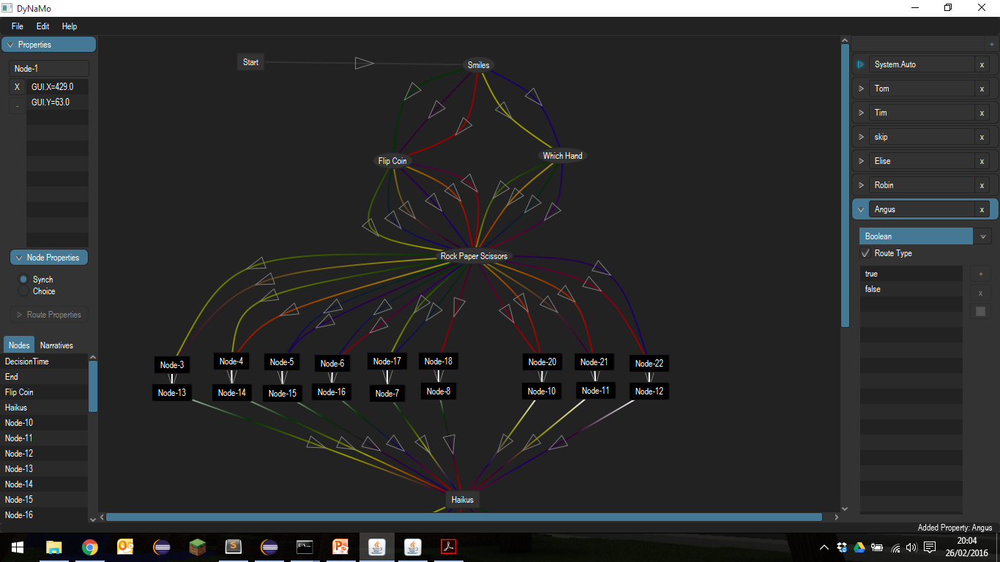 DyNaMo
File Edit Help
Properties
Node-1
X GUI.X=429.0
- GUI.Y=63.0
Node Properties
Synch
Choice
Route Properties
Nodes Narratives
DecisionTime
End
Flip Coin
Haikus
Node-10
Node-11
Node-12
Node-13
Node-14
Node-15
Node-16
Start
Smiles
Flip Coin
Which Hand
Rock Paper Scissors
Node-3 Node-4 Node-5 Node-6 Node-17 Node-18 Node-20 Node-21 Node-22
Node-13 Node-14 Node-15 Node-16 Node-7 Node-8 Node-10 Node-11 Node-12
Haikus
+
System.Auto x
Tom x
Tim x
skip x
Elise x
Robin x
Angus x
Boolean
Route Type
true +
false x
Added Property: Angus
20:04
26/02/2016